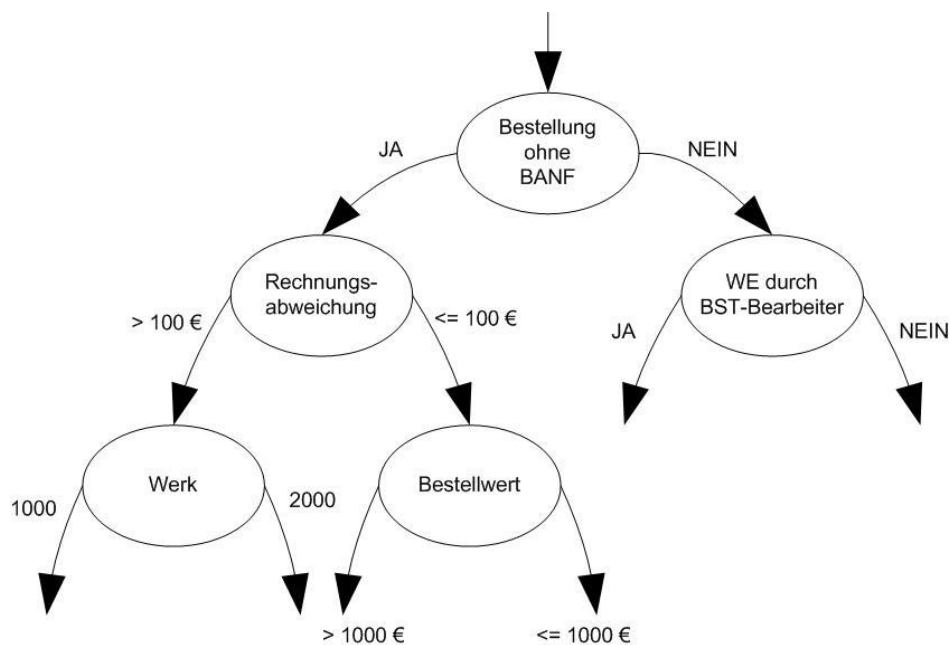 Bestellung
ohne
BANF
JA
NEIN
Rechnungs-
abweichung
WE durch
BST-Bearbeiter
> 100 €
<= 100 €
JA
NEIN
Werk
Bestellwert
1000
2000
> 1000 €
<= 1000 €